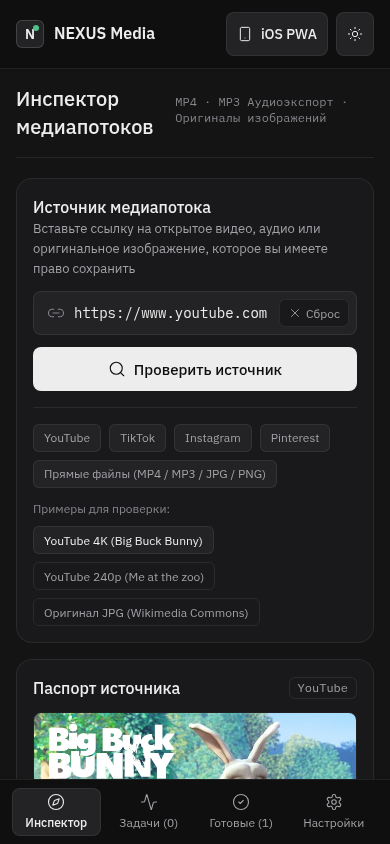 N NEXUS Media iOS PWA
Инспектор
медиапотоков
MP4 · MP3 Аудиоэкспорт ·
Оригиналы изображений
Источник медиапотока
Вставьте ссылку на открытое видео, аудио или
оригинальное изображение, которое вы имеете
право сохранить
https://www.youtube.com Сброс
Проверить источник
YouTube TikTok Instagram Pinterest
Прямые файлы (MP4 / MP3 / JPG / PNG)
Примеры для проверки:
YouTube 4K (Big Buck Bunny)
YouTube 240p (Me at the zoo)
Оригинал JPG (Wikimedia Commons)
Паспорт источника YouTube
Big Buck
BUNNY
Инспектор Задачи (0) Готовые (1) Настройки